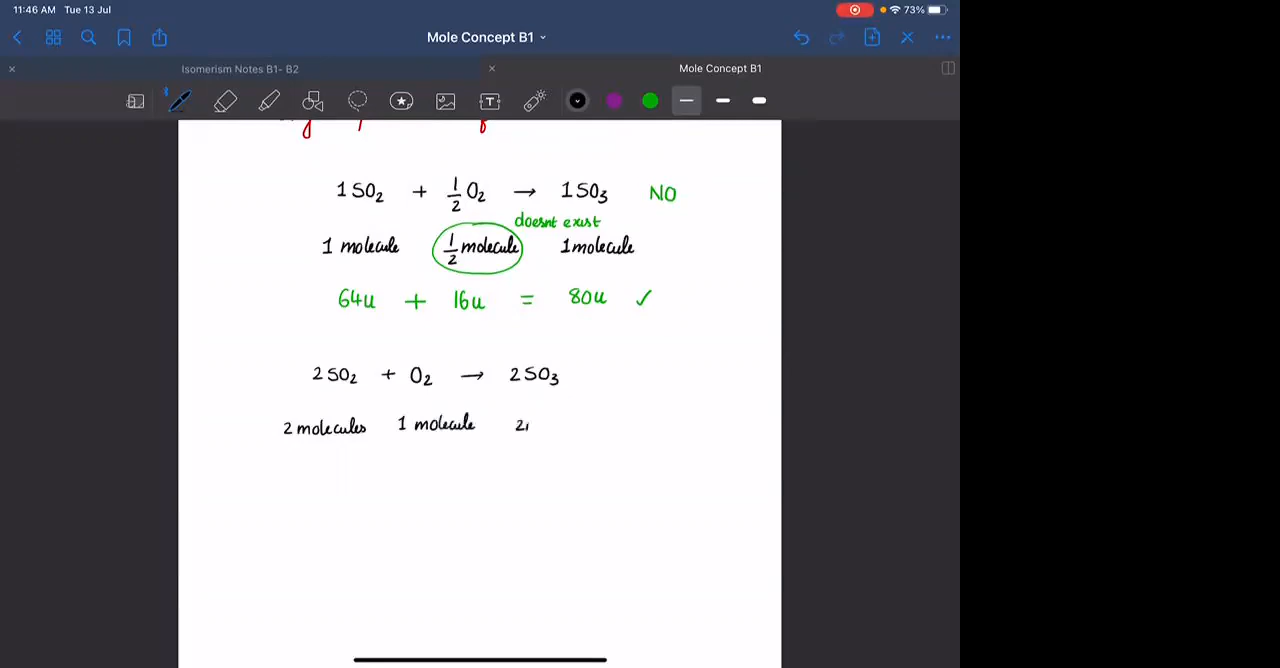 11:46 AM Tue 13 Jul 73%
Mole Concept B1
Isomerism Notes B1- B2
Mole Concept B1
1 SO₂ + 1/2 O₂ → 1 SO₃ NO
doesnt exist
1 molecule 1/2 molecule 1 molecule
64u + 16u = 80u ✓
2 SO₂ + O₂ → 2 SO₃
2 molecules 1 molecule 2